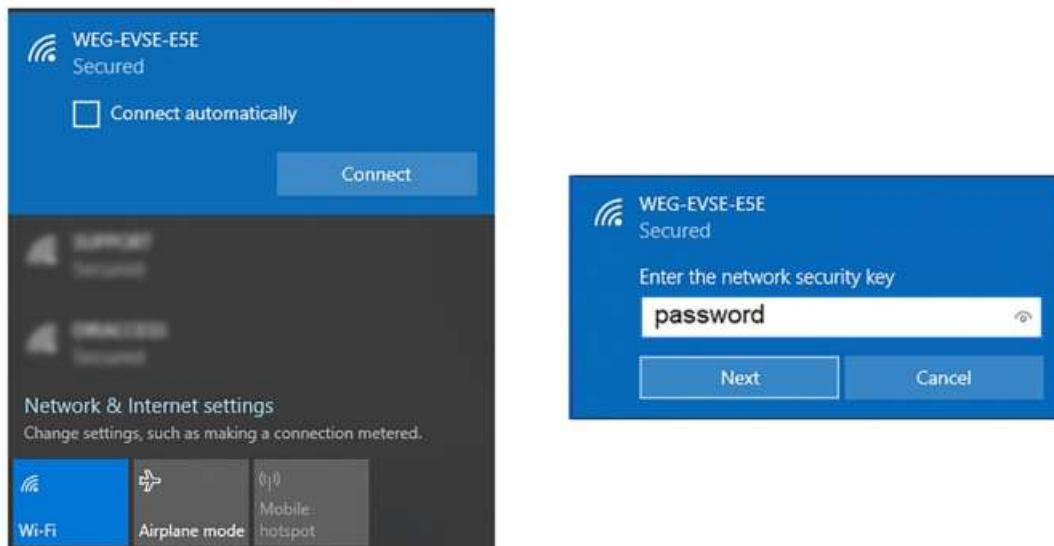 WEG-EVSE-E5E
Secured
Connect automatically
Connect
Network & Internet settings
Change settings, such as making a connection metered.
Wi-Fi
Airplane mode
Mobile
hotspot
WEG-EVSE-E5E
Secured
Enter the network security key
password
Next
Cancel